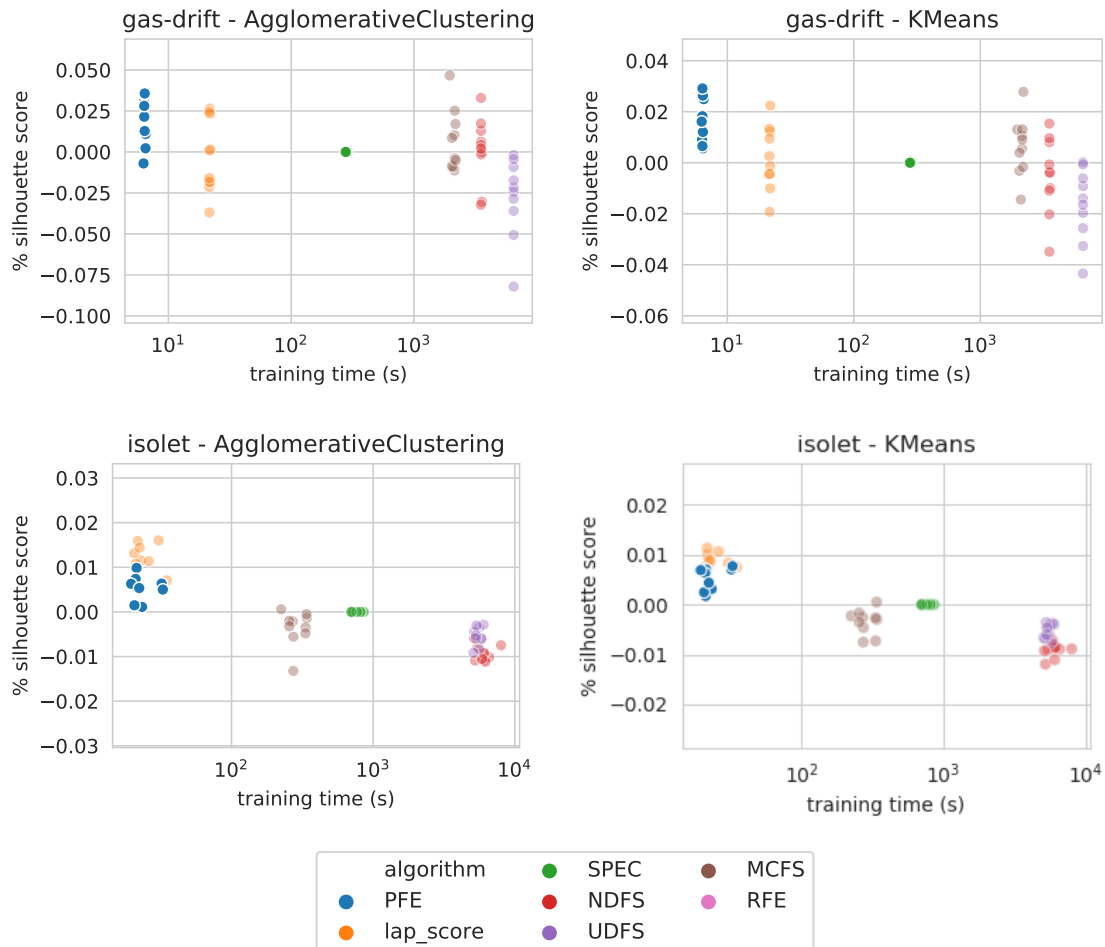 gas-drift - AgglomerativeClustering
% silhouette score
0.050
0.025
0.000
−0.025
−0.050
−0.075
−0.100
10¹ 10² 10³
training time (s)
gas-drift - KMeans
% silhouette score
0.04
0.02
0.00
−0.02
−0.04
−0.06
10¹ 10² 10³
training time (s)
isolet - AgglomerativeClustering
% silhouette score
0.03
0.02
0.01
0.00
−0.01
−0.02
−0.03
10² 10³ 10⁴
training time (s)
isolet - KMeans
% silhouette score
0.02
0.01
0.00
−0.01
−0.02
10² 10³ 10⁴
training time (s)
algorithm SPEC MCFS
PFE NDFS RFE
lap_score UDFS